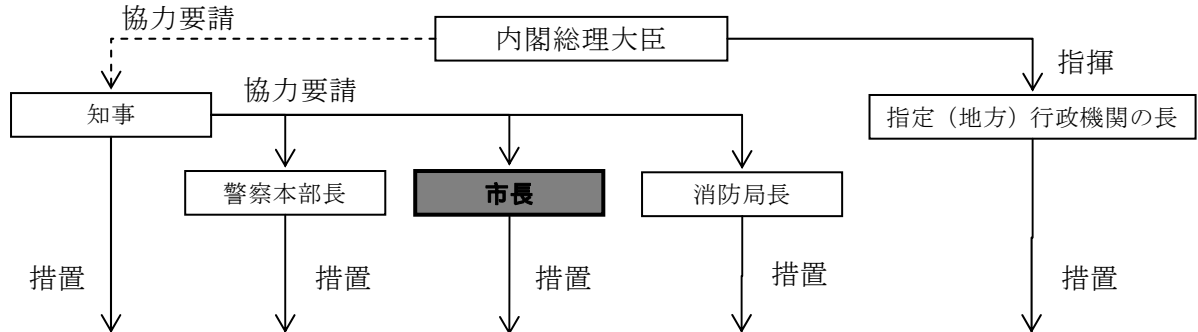 協力要請
内閣総理大臣
指揮
知事
協力要請
指定（地方）行政機関の長
警察本部長
市長
消防局長
措置
措置
措置
措置
措置